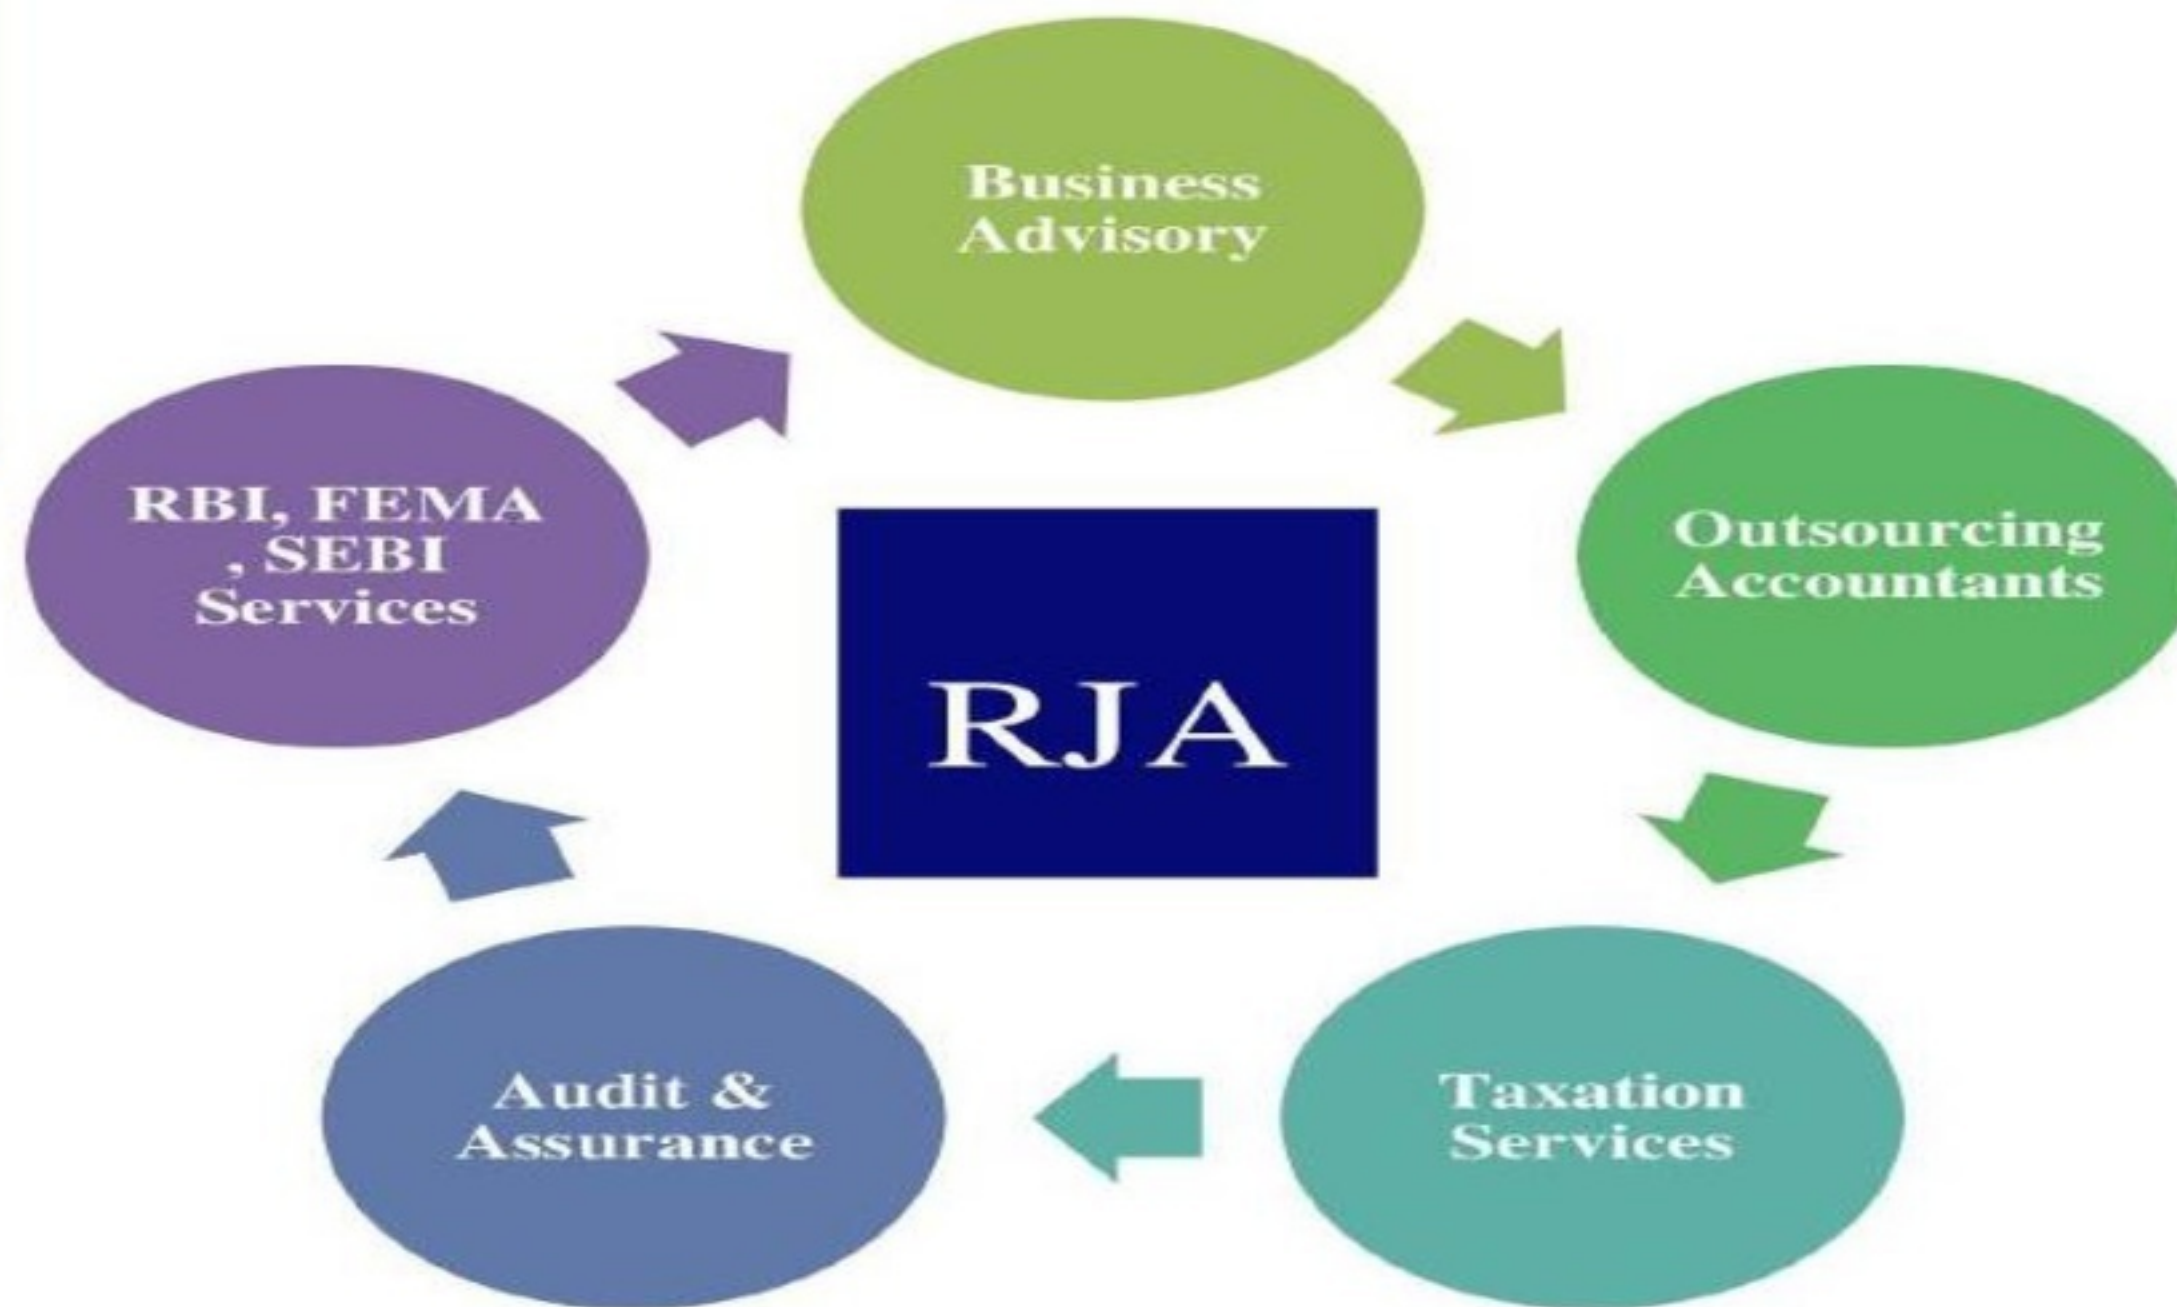 Business
Advisory
Outsourcing
Accountants
Taxation
Services
Audit &
Assurance
RBI, FEMA
, SEBI
Services
RJA